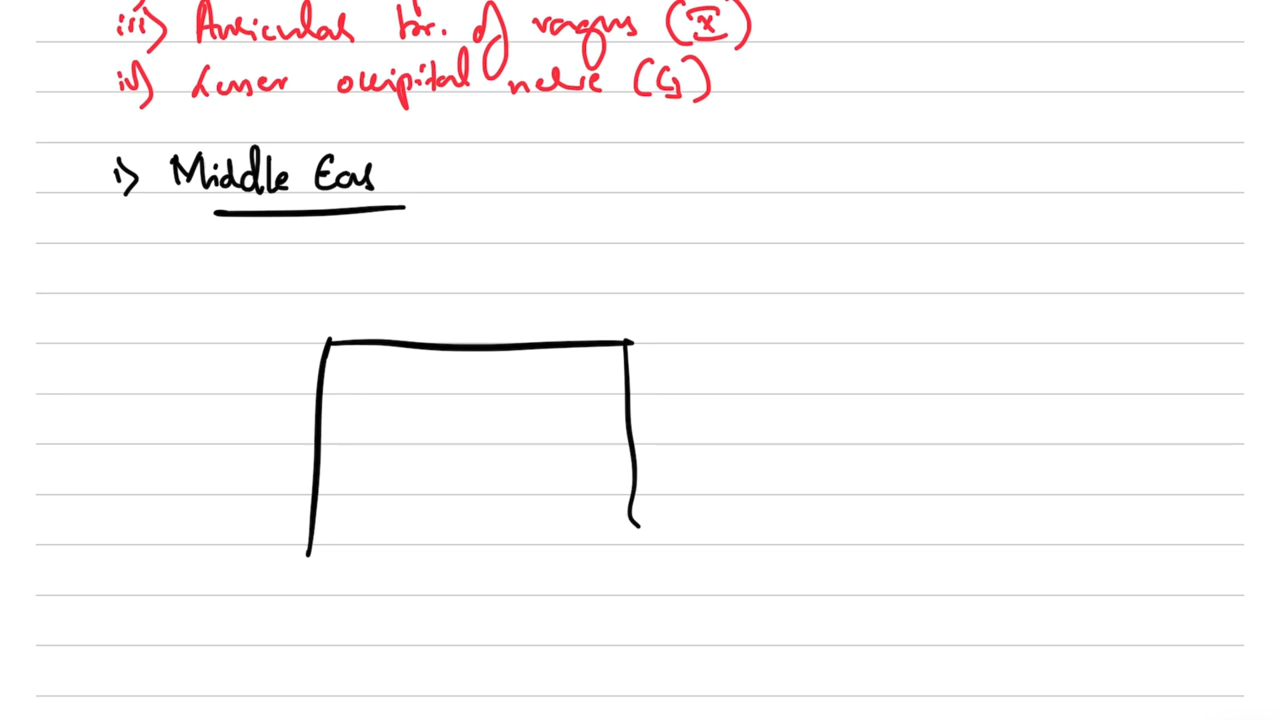 iii) Auricular br. of vagus (X)
iv) Lesser occipital nerve (C2)
i) Middle Ear